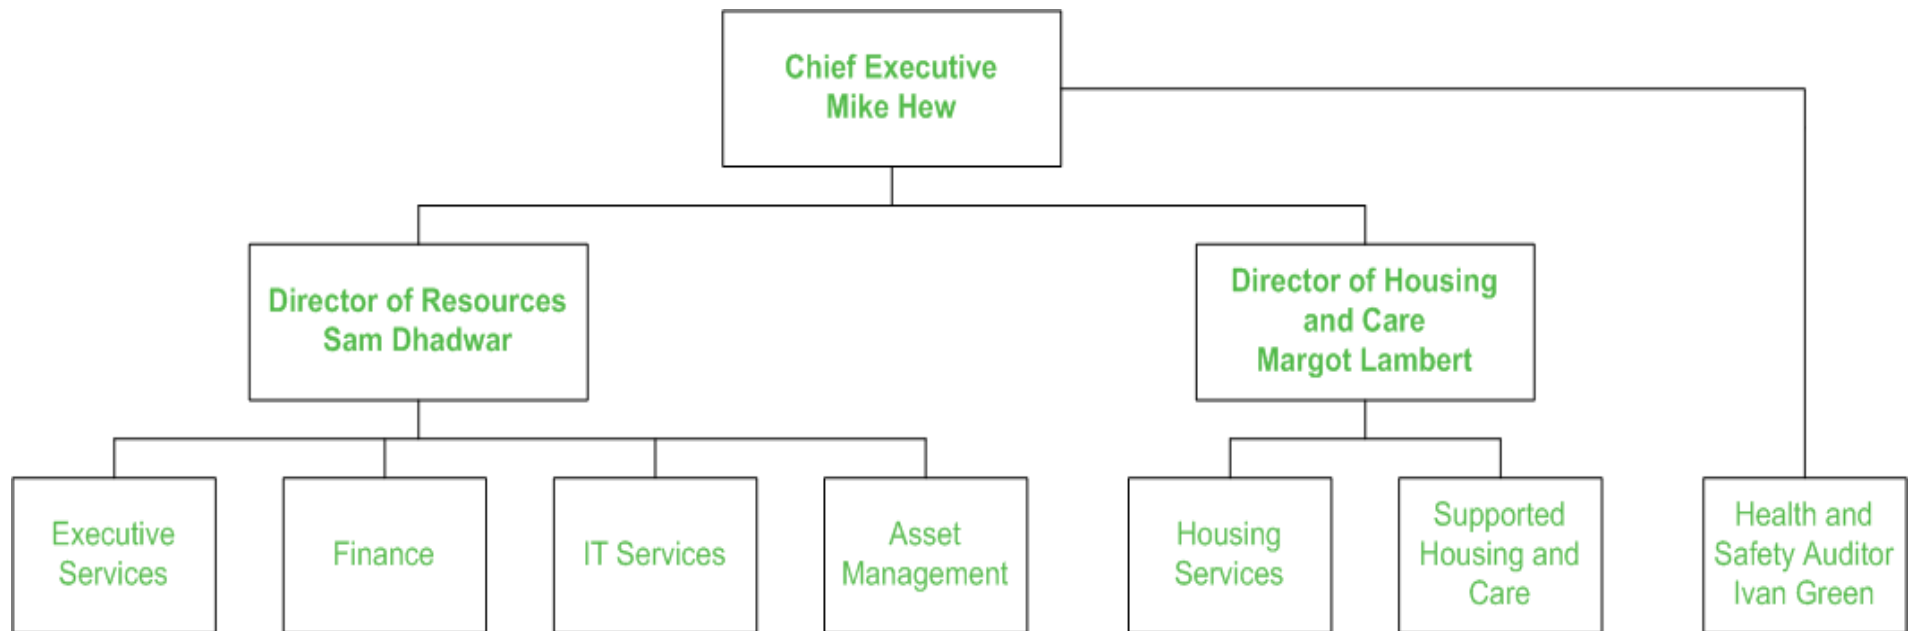 Chief Executive
Mike Hew
Director of Resources
Sam Dhadwar
Director of Housing
and Care
Margot Lambert
Executive
Services
Finance
IT Services
Asset
Management
Housing
Services
Supported
Housing and
Care
Health and
Safety Auditor
Ivan Green